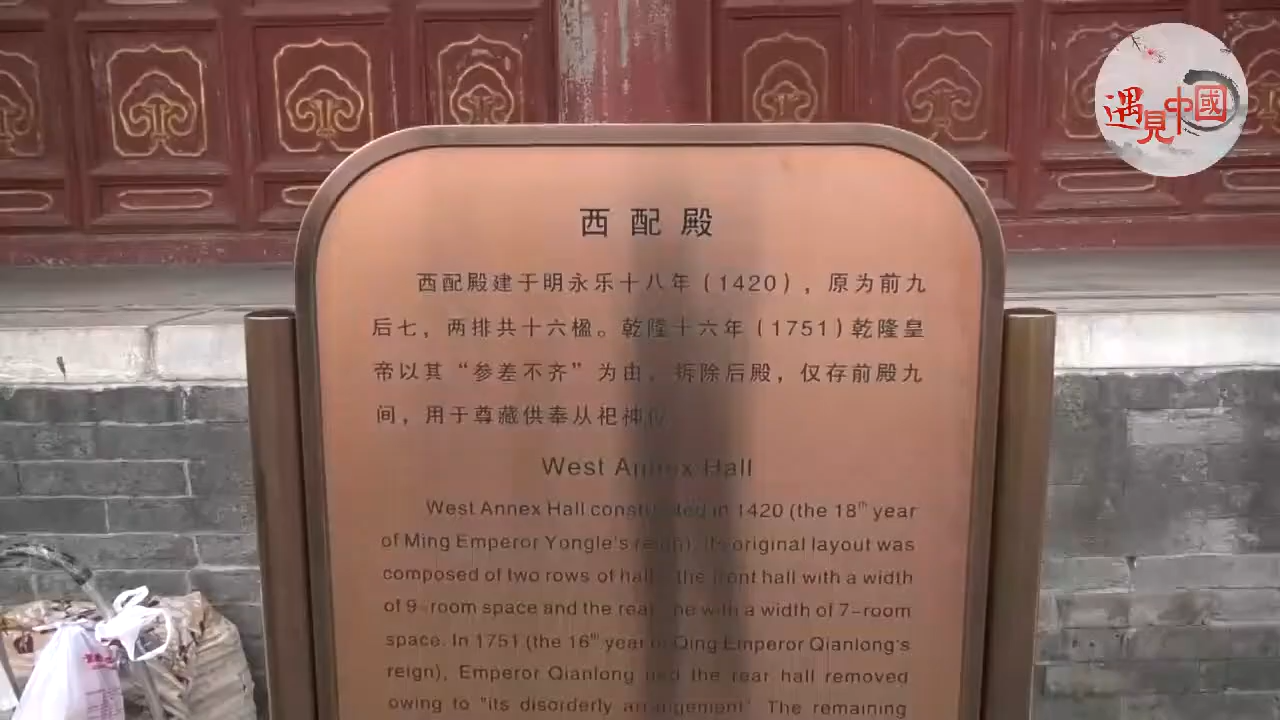 遇見中國
西配殿
西配殿建于明永乐十八年（1420），原为前九
后七，两排共十六楹。乾隆十六年（1751）乾隆皇
帝以其“参差不齐”为由，拆除后殿，仅存前殿九
间，用于尊藏供奉从祀神位
West Annex Hall
West Annex Hall constructed in 1420 (the 18th year
of Ming Emperor Yongle's reign), its original layout was
composed of two rows of halls, the front hall with a width
of 9-room space and the rear one with a width of 7-room
space. In 1751 (the 16th year of Qing Emperor Qianlong's
reign), Emperor Qianlong had the rear hall removed
owing to "its disorderly arrangement". The remaining